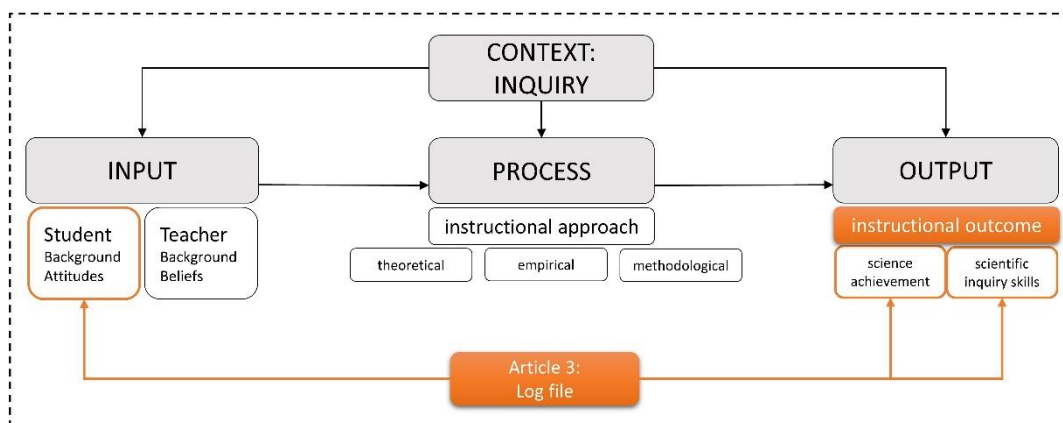 CONTEXT:
INQUIRY
INPUT
PROCESS
OUTPUT
Student
Background
Attitudes
Teacher
Background
Beliefs
instructional approach
theoretical
empirical
methodological
instructional outcome
science
achievement
scientific
inquiry skills
Article 3:
Log file